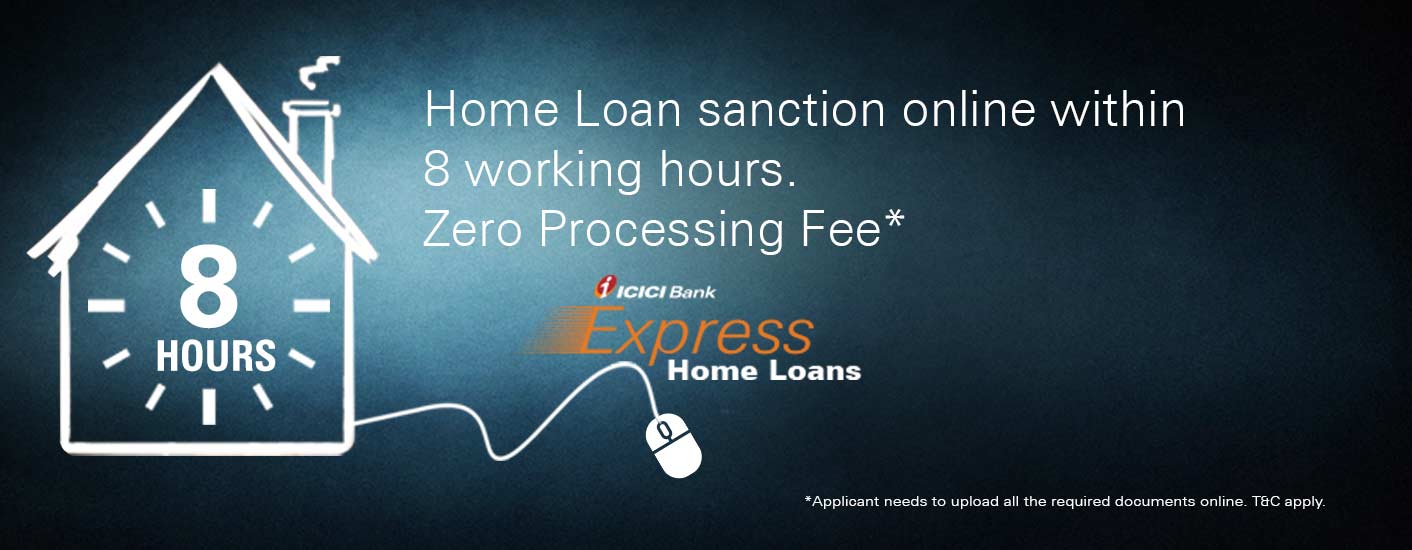 Home Loan sanction online within
8 working hours.
Zero Processing Fee*
8
HOURS
i ICICI Bank
Express
Home Loans
*Applicant needs to upload all the required documents online. T&C apply.